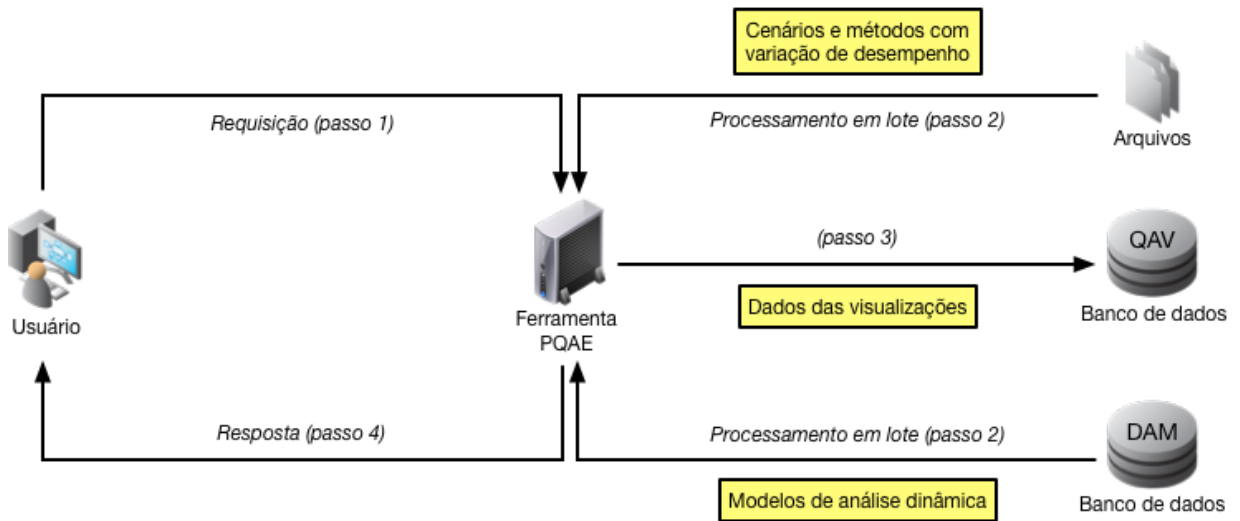 Cenários e métodos com
variação de desempenho
Requisição (passo 1)
Processamento em lote (passo 2)
Arquivos
(passo 3)
QAV
Usuário
Ferramenta
PQAE
Dados das visualizações
Banco de dados
Resposta (passo 4)
Processamento em lote (passo 2)
DAM
Modelos de análise dinâmica
Banco de dados